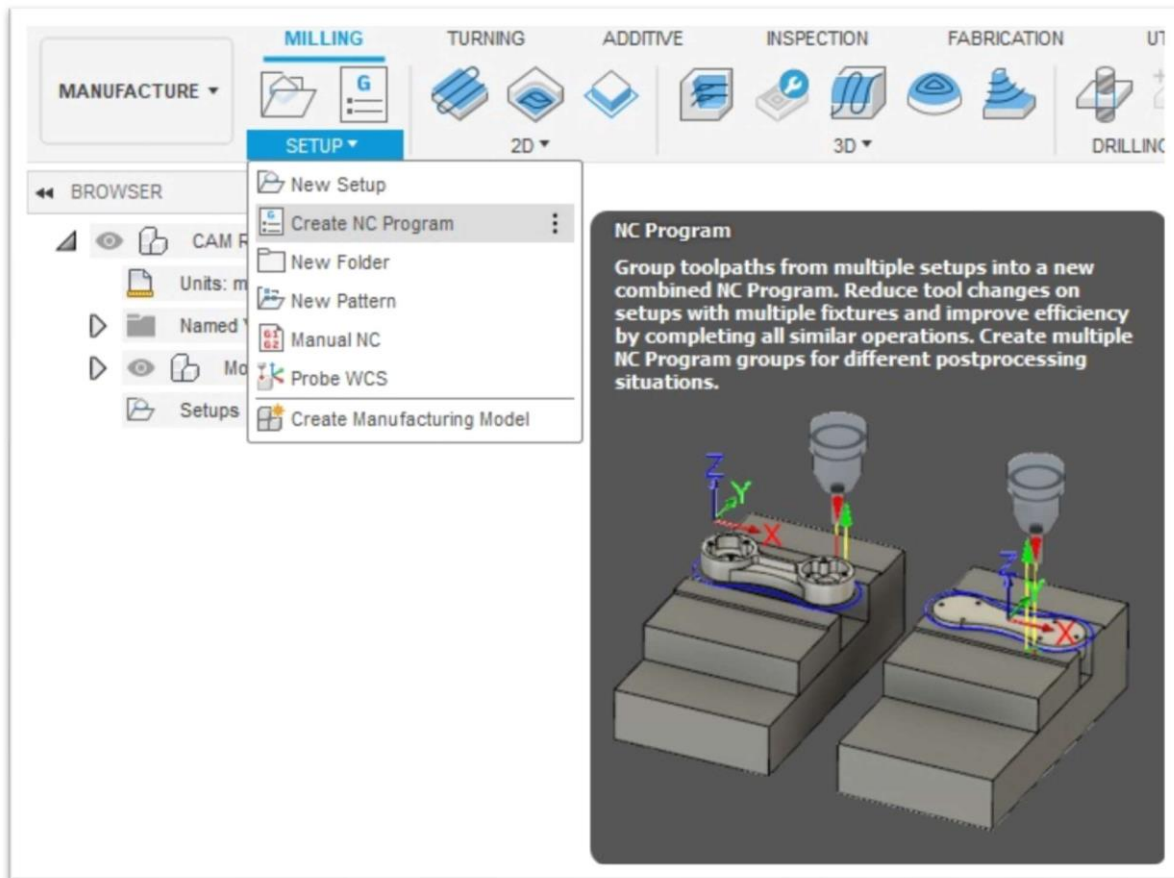 MILLING TURNING ADDITIVE INSPECTION FABRICATION
MANUFACTURE
G
SETUP 2D 3D
BROWSER
New Setup
G
Create NC Program
New Folder
New Pattern
G1
G2
Manual NC
Probe WCS
Create Manufacturing Model
CAM
Units:
Named
Setups
NC Program
Group toolpaths from multiple setups into a new
combined NC Program. Reduce tool changes on
setups with multiple fixtures and improve efficiency
by completing all similar operations. Create multiple
NC Program groups for different postprocessing
situations.
Z
Y
X
Z
Y
X